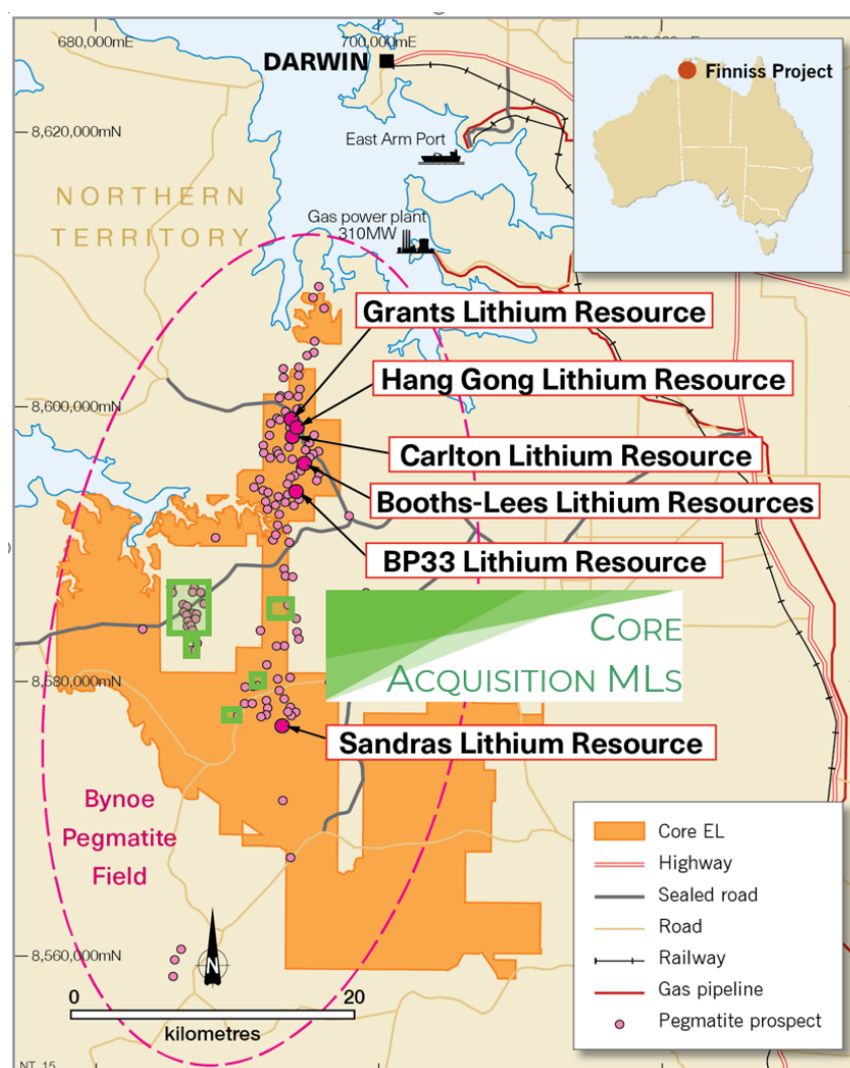 680,000mE
700,000mE
DARWIN
Finniss Project
8,620,000mN
East Arm Port
NORTHERN
TERRITORY
Gas power plant
310MW
Grants Lithium Resource
Hang Gong Lithium Resource
8,600,000mN
Carlton Lithium Resource
Booths-Lees Lithium Resources
BP33 Lithium Resource
CORE
ACQUISITION MLS
8,580,000mN
Sandras Lithium Resource
Bynoe
Pegmatite
Field
Core EL
Highway
Sealed road
Road
Railway
Gas pipeline
Pegmatite prospect
8,560,000mN
N
0 20
kilometres
NT_15